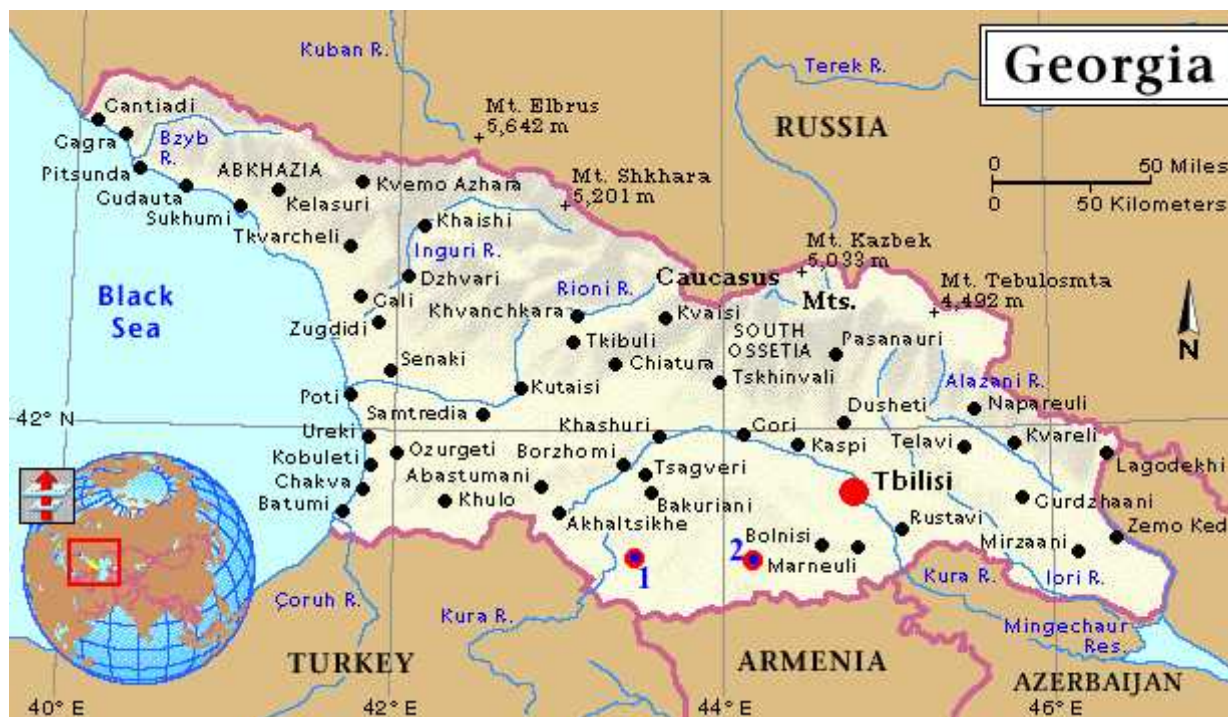 Georgia
Kuban R.
Terek R.
Mt. Elbrus
5,642 m
RUSSIA
Gantiadi
Gagra
Bzyb
R.
Pitsunda
ABKHAZIA
Kvemo Azhara
Mt. Shkhara
5,201 m
0 50 Miles
0 50 Kilometers
Gudauta
Kelasuri
Sukhumi
Khaishi
Tkvarcheli
Inguri R.
Mt. Kazbek
5,033 m
Dzhvari
Rioni R.
Caucasus
Mts.
Mt. Tebulosmta
4,492 m
Black
Sea
Gali
Khvanchkara
Kvaisi
Zugdidi
Tkibuli
SOUTH
OSSETIA
Pasanauri
N
Senaki
Chiatura
Tskhinvali
Alazani R.
Poti
Kutaisi
Napareuli
42° N
Samtredia
Dusheti
Ureki
Khashuri
Gori
Kaspi
Telavi
Kvareli
Kobuleti
Ozurgeti
Borzhomi
Lagodekhi
Chakva
Abastumani
Tsagveri
Tbilisi
Batumi
Khulo
Bakuriani
Gurdzhaani
Akhaltsikhe
Rustavi
Zemo Ked
Bolnisi
Mirzaani
1
2
Marneuli
Çoruh R.
Kura R.
Kura R.
Iori R.
Mingechaur
Res.
TURKEY
ARMENIA
AZERBAIJAN
40° E
42° E
44° E
46° E